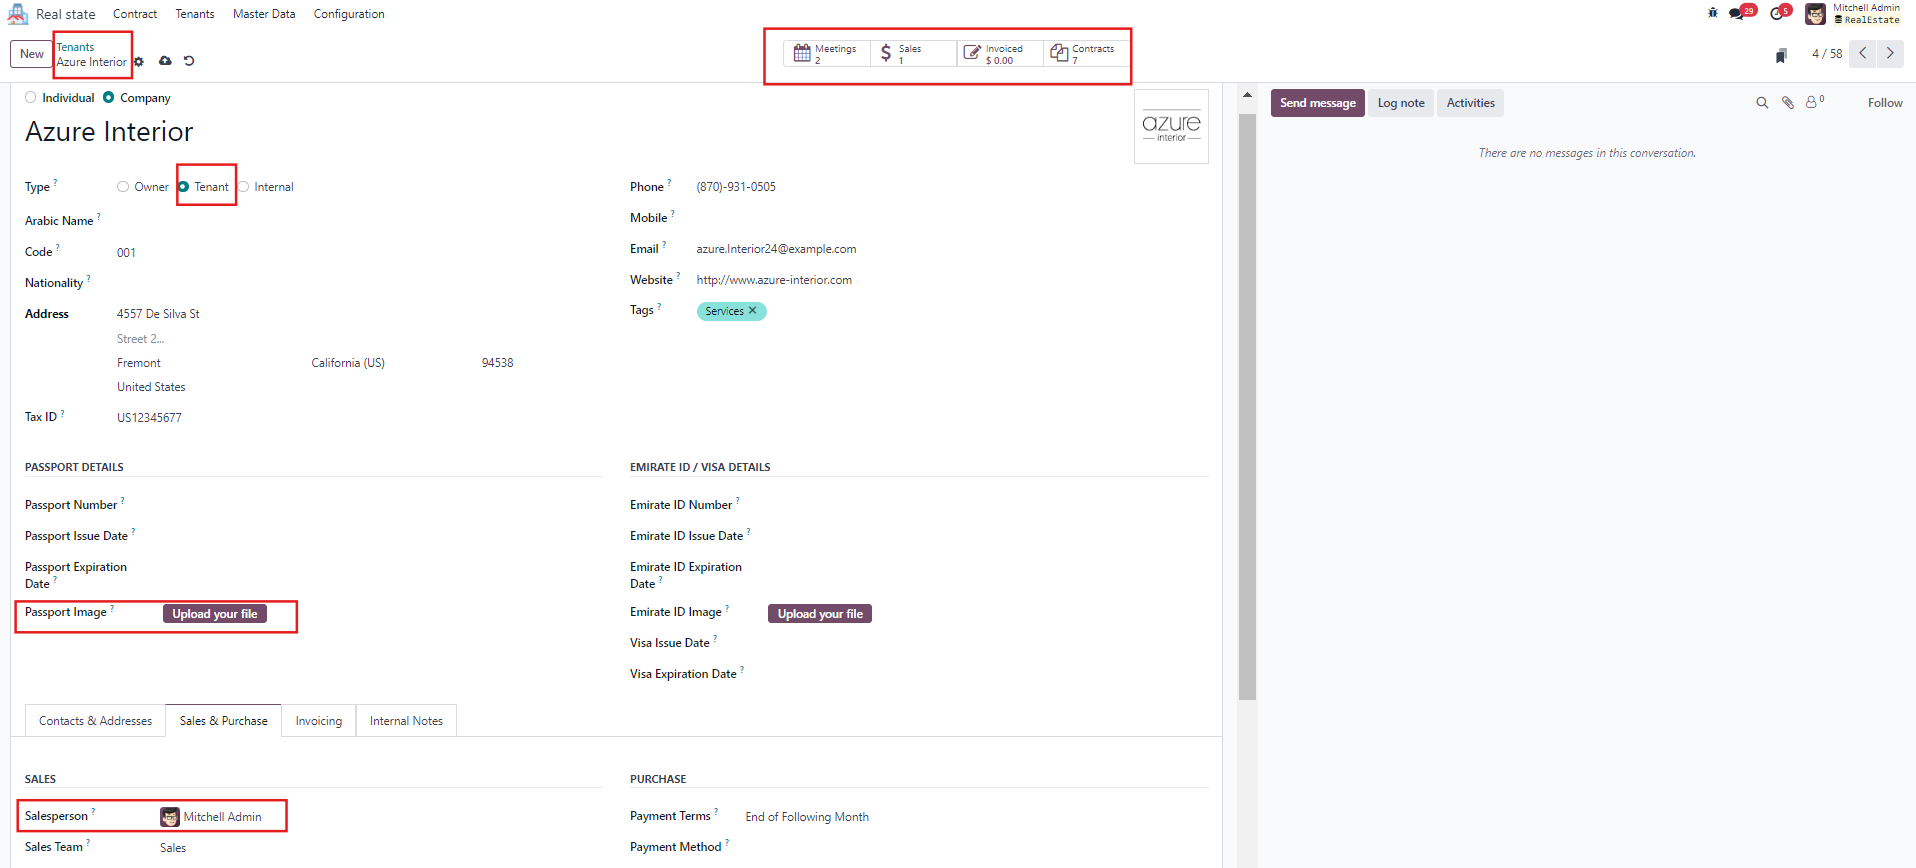 Real state Contract Tenants Master Data Configuration 29 5 Mitchell Admin
RealEstate
New Tenants
Azure Interior
Meetings 2 Sales 1 Invoiced $ 0.00 Contracts 7
4 / 58
Individual Company
Azure Interior
azure
interior
Type ? Owner Tenant Internal
Arabic Name ?
Code ? 001
Nationality ?
Address 4557 De Silva St
Street 2...
Fremont California (US) 94538
United States
Tax ID ? US12345677
Phone ? (870)-931-0505
Mobile ?
Email ? azure.Interior24@example.com
Website ? http://www.azure-interior.com
Tags ? Services ✕
PASSPORT DETAILS
Passport Number ?
Passport Issue Date ?
Passport Expiration
Date ?
Passport Image ? Upload your file
EMIRATE ID / VISA DETAILS
Emirate ID Number ?
Emirate ID Issue Date ?
Emirate ID Expiration
Date ?
Emirate ID Image ? Upload your file
Visa Issue Date ?
Visa Expiration Date ?
Contacts & Addresses Sales & Purchase Invoicing Internal Notes
SALES
Salesperson ? Mitchell Admin
Sales Team ? Sales
PURCHASE
Payment Terms ? End of Following Month
Payment Method ?
Send message Log note Activities 0 Follow
There are no messages in this conversation.